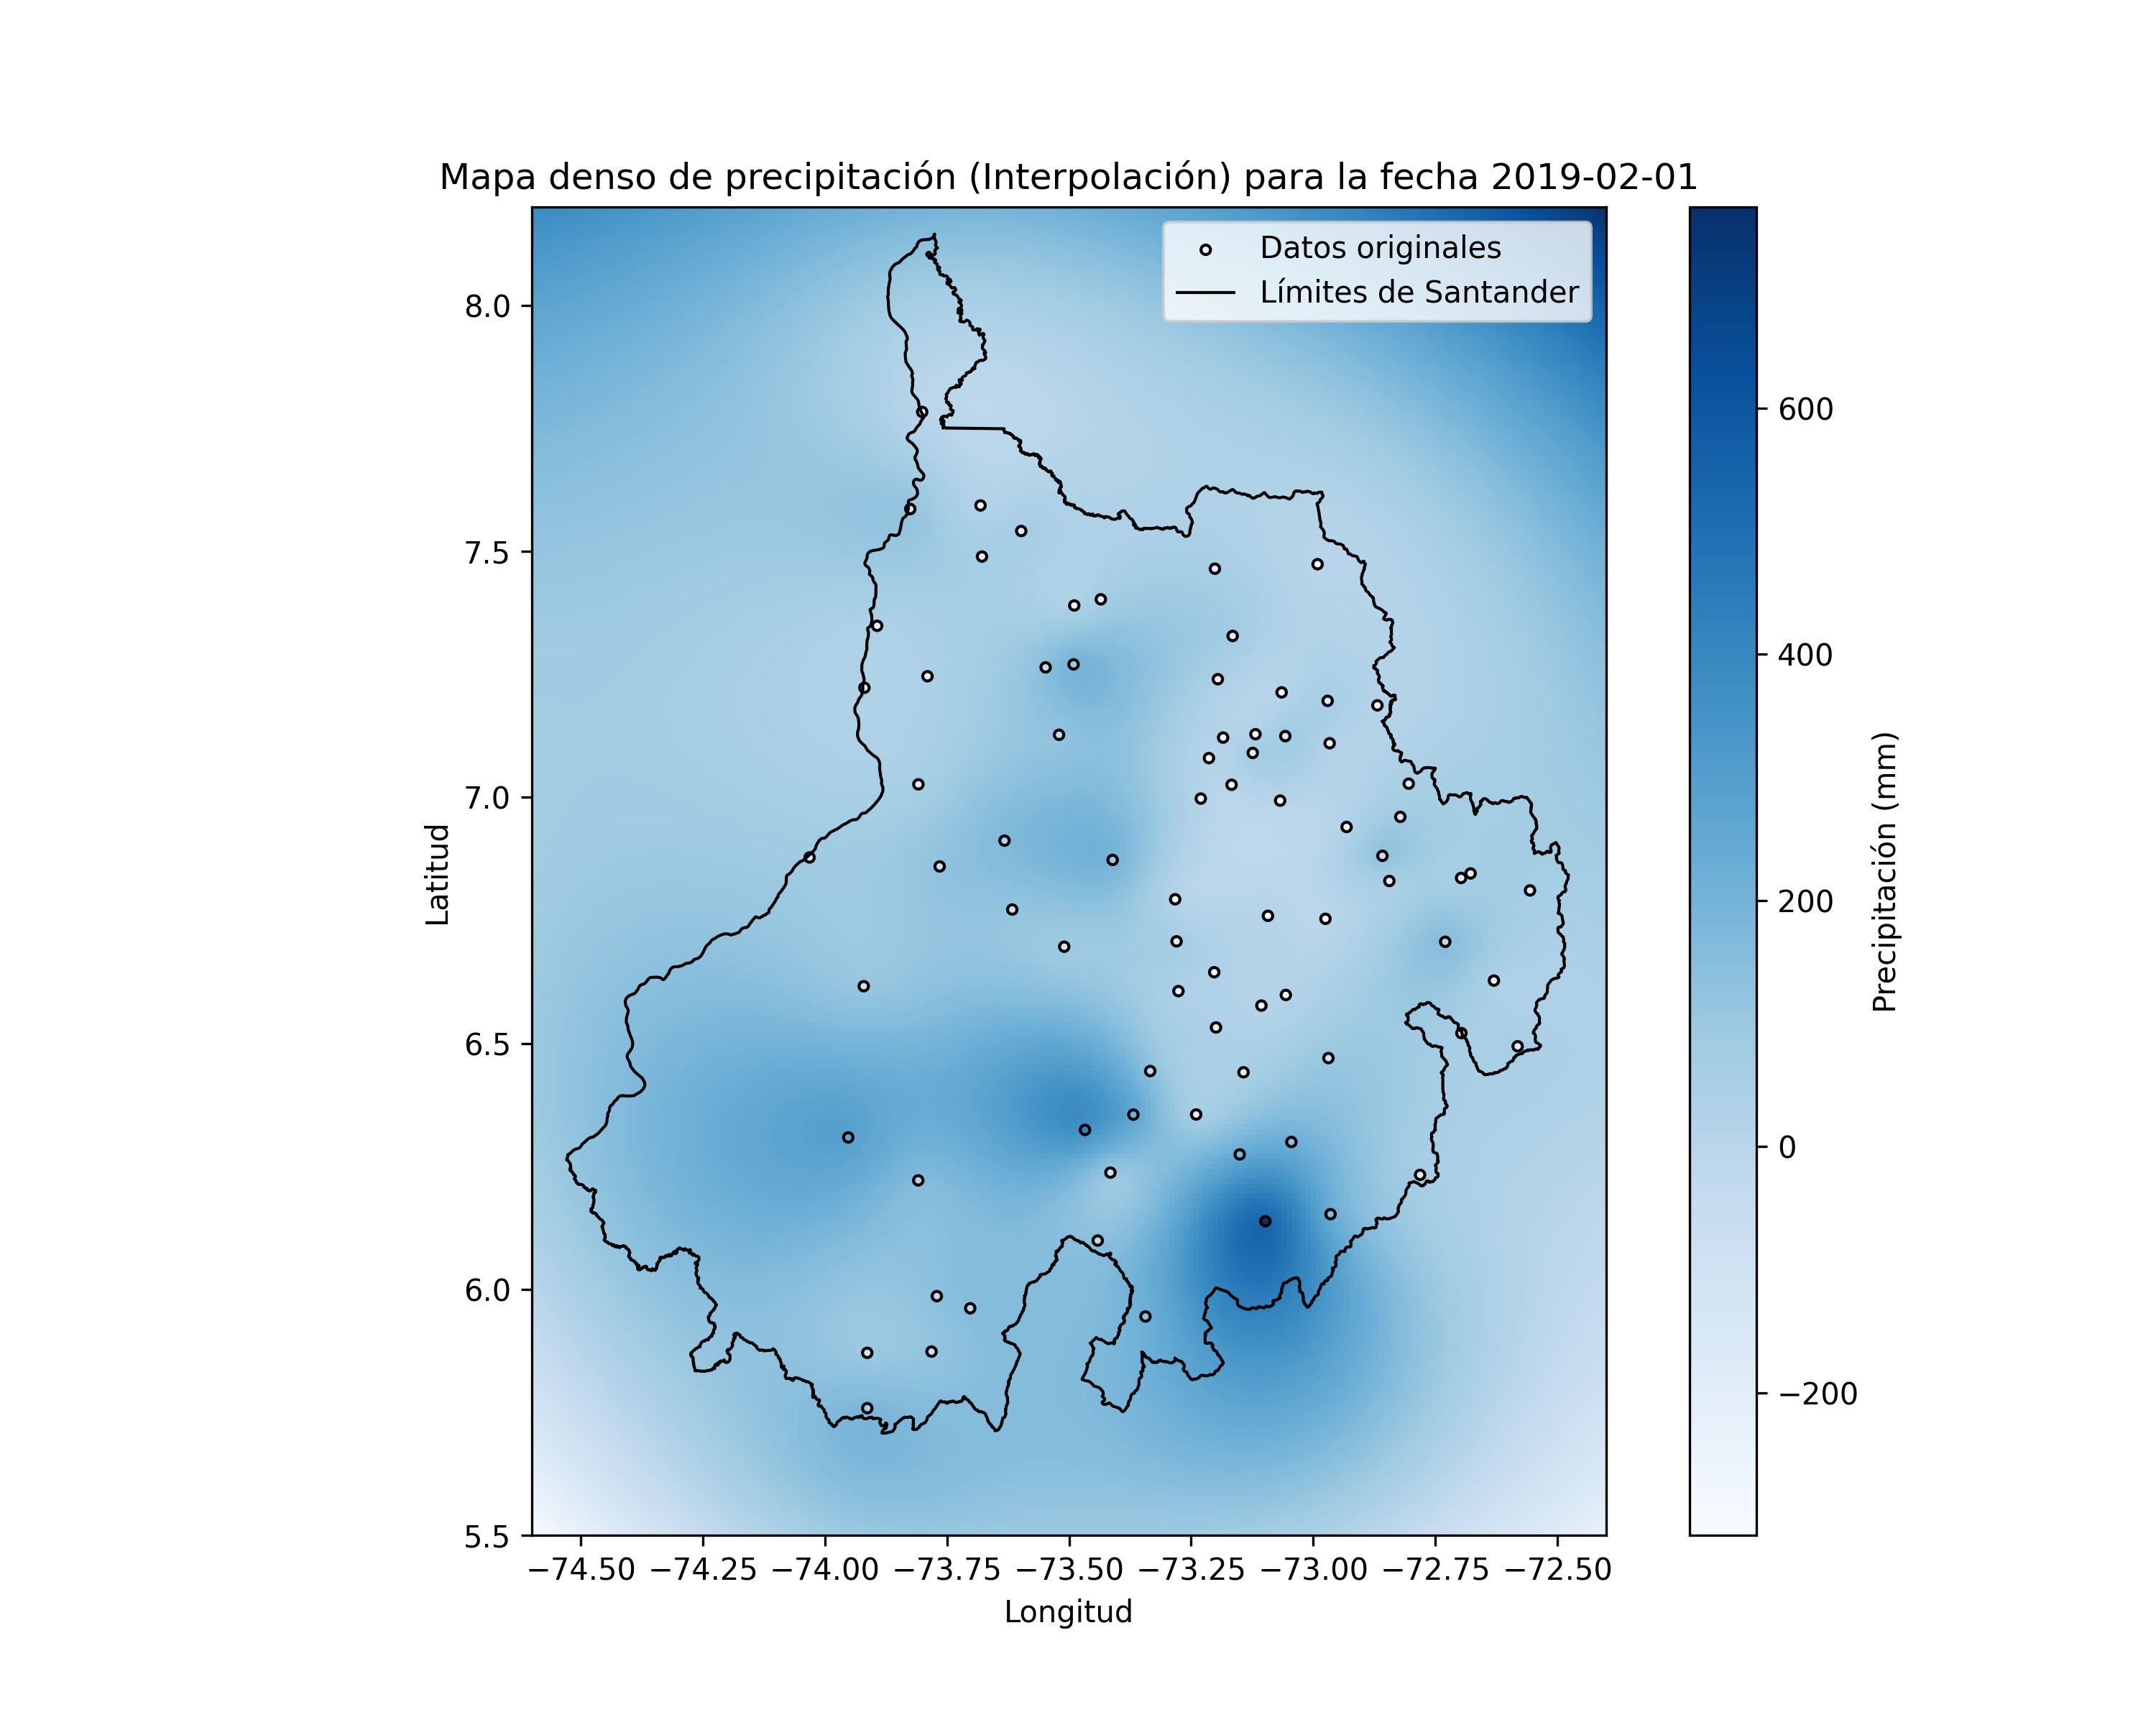 Mapa denso de precipitación (Interpolación) para la fecha 2019-02-01
Datos originales
Límites de Santander
8.0
7.5
7.0
6.5
6.0
5.5
Latitud
−74.50 −74.25 −74.00 −73.75 −73.50 −73.25 −73.00 −72.75 −72.50
Longitud
600
400
200
0
−200
Precipitación (mm)